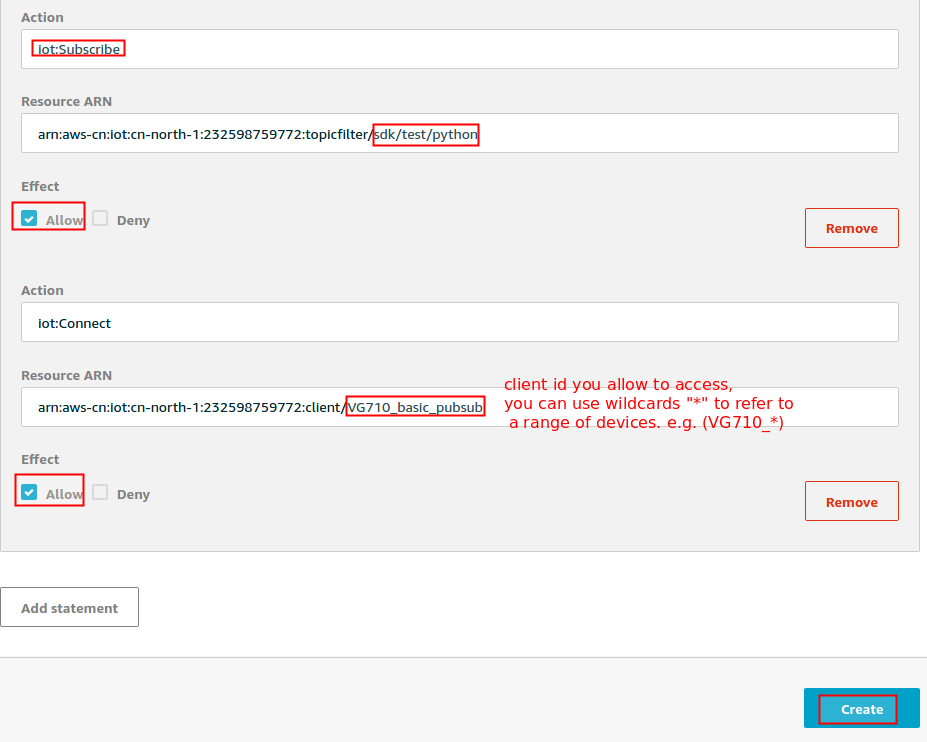 Action
iot:Subscribe
Resource ARN
arn:aws-cn:iot:cn-north-1:232598759772:topicfilter/sdk/test/python
Effect
Allow Deny
Remove
Action
iot:Connect
Resource ARN
arn:aws-cn:iot:cn-north-1:232598759772:client/VG710_basic_pubsub
client id you allow to access,
you can use wildcards "*" to refer to
a range of devices. e.g. (VG710_*)
Effect
Allow Deny
Remove
Add statement
Create